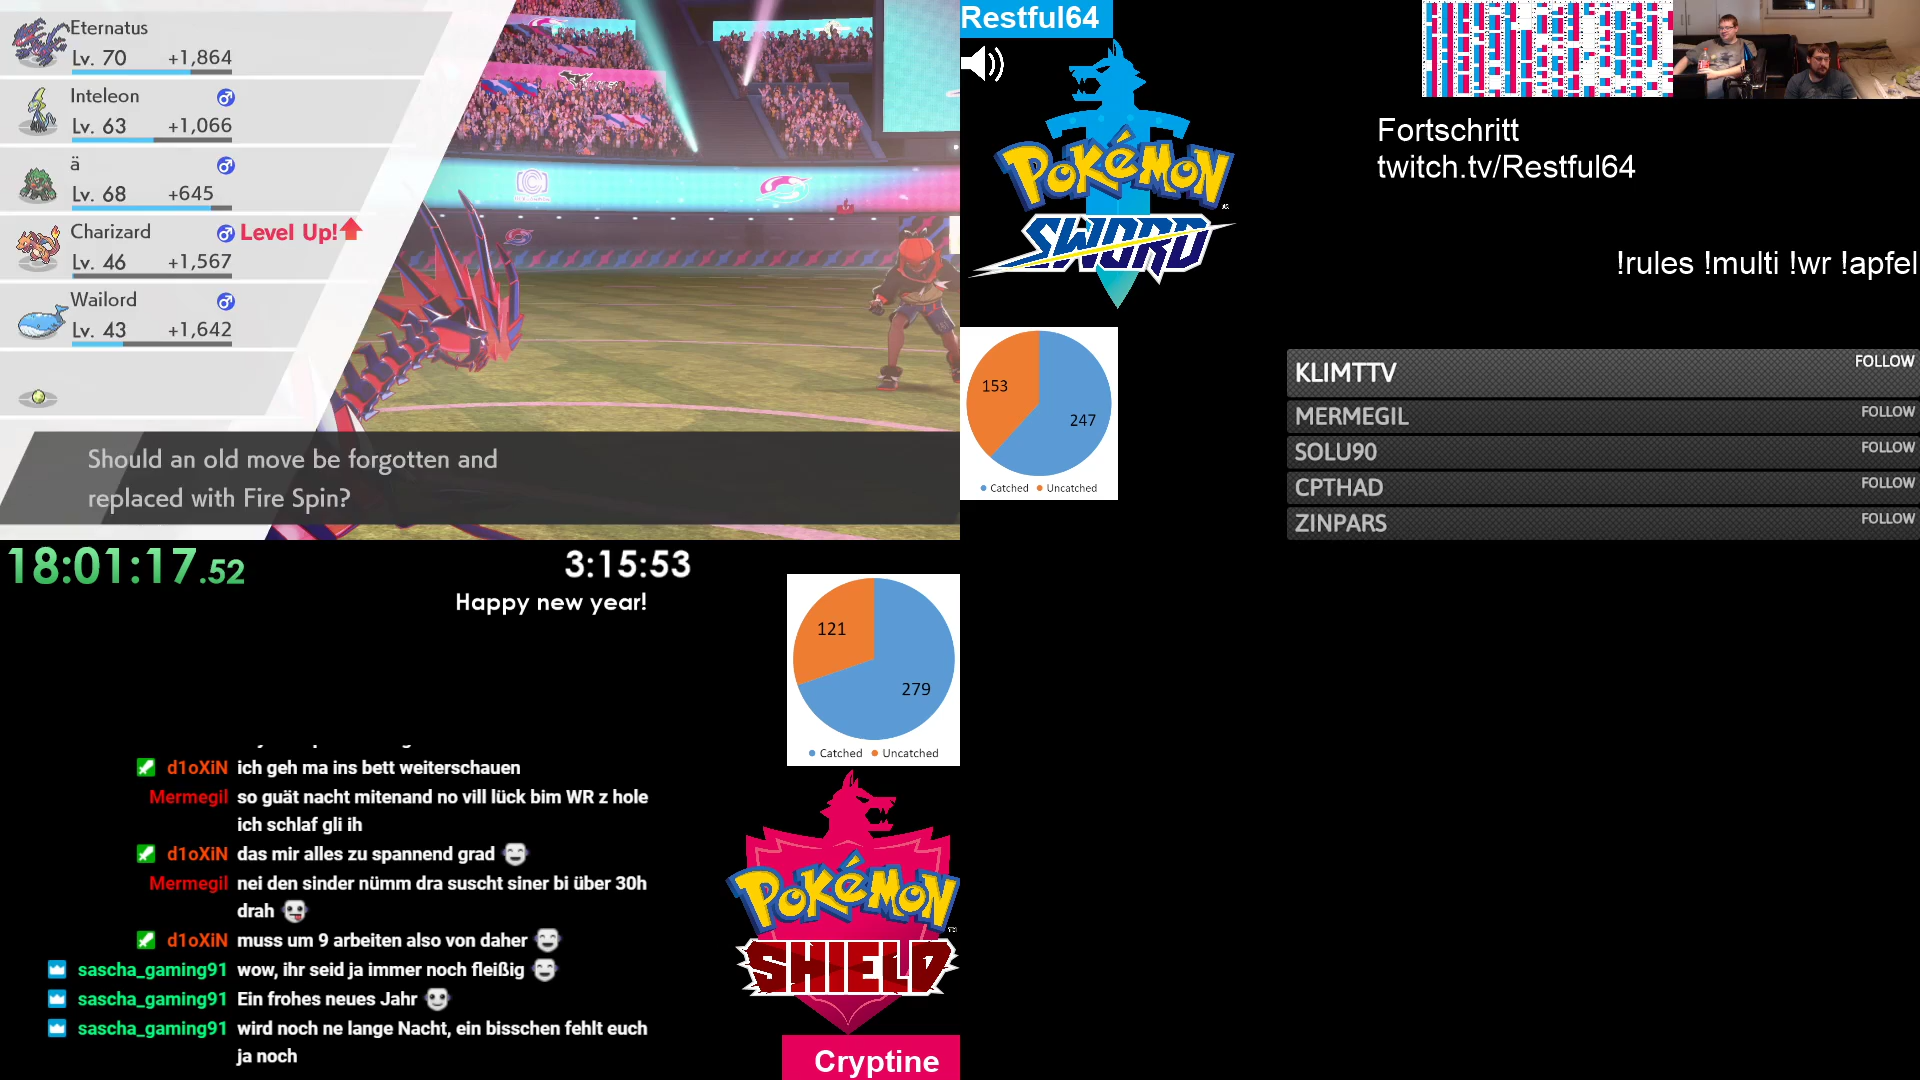 Eternatus
Lv. 70 +1,864
Inteleon
Lv. 63 +1,066
ä
Lv. 68 +645
Charizard Level Up!
Lv. 46 +1,567
Wailord
Lv. 43 +1,642
Should an old move be forgotten and
replaced with Fire Spin?
Restful64
POKÉMON
SWORD
Fortschritt
twitch.tv/Restful64
!rules !multi !wr !apfel
153
247
Catched Uncatched
KLIMTTV FOLLOW
MERMEGIL FOLLOW
SOLU90 FOLLOW
CPTHAD FOLLOW
ZINPARS FOLLOW
18:01:17.52
3:15:53
Happy new year!
121
279
Catched Uncatched
d1oXiN ich geh ma ins bett weiterschauen
Mermegil so guät nacht mitenand no vill lück bim WR z hole
ich schlaf gli ih
d1oXiN das mir alles zu spannend grad
Mermegil nei den sinder nümm dra suscht siner bi über 30h
drah
d1oXiN muss um 9 arbeiten also von daher
sascha_gaming91 wow, ihr seid ja immer noch fleißig
sascha_gaming91 Ein frohes neues Jahr
sascha_gaming91 wird noch ne lange Nacht, ein bisschen fehlt euch
ja noch
POKÉMON
SHIELD
Cryptine